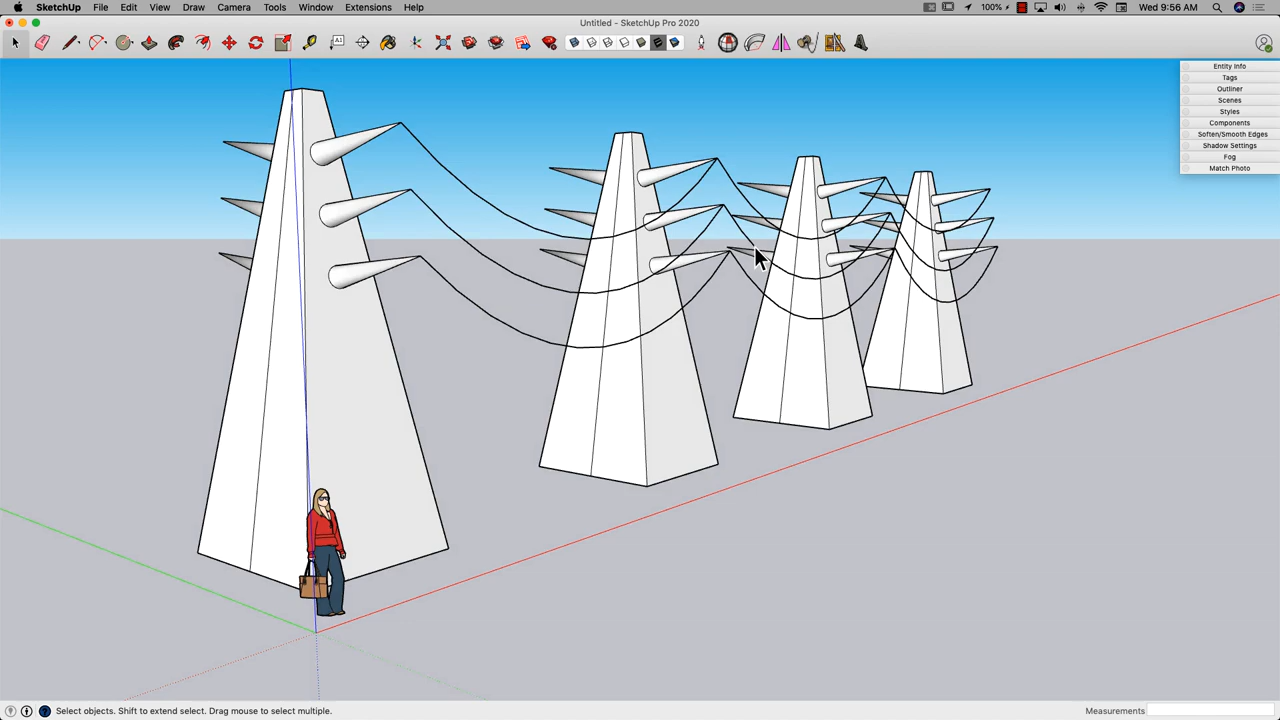 SketchUp File Edit View Draw Camera Tools Window Extensions Help
100% Wed 9:56 AM
Untitled - SketchUp Pro 2020
A1
Entity Info
Tags
Outliner
Scenes
Styles
Components
Soften/Smooth Edges
Shadow Settings
Fog
Match Photo
Select objects. Shift to extend select. Drag mouse to select multiple.
Measurements